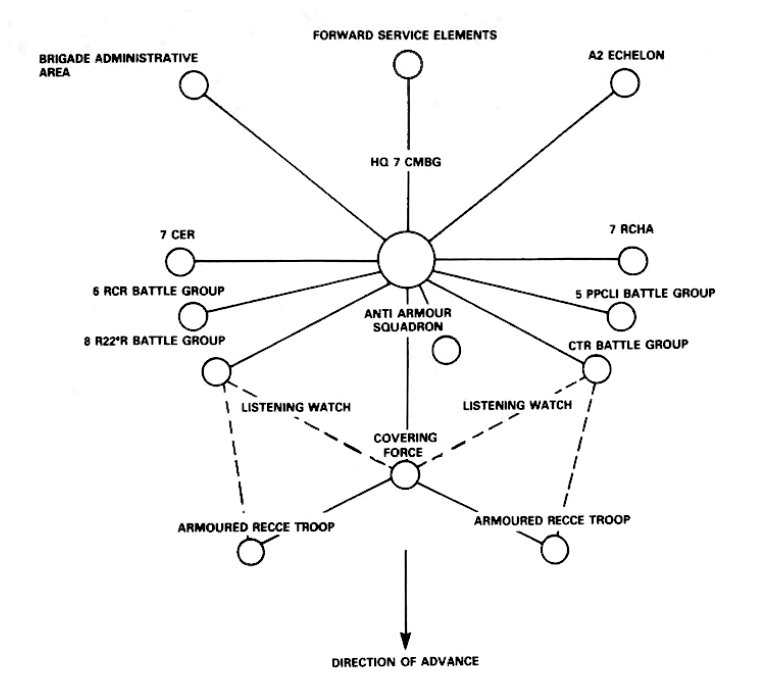 FORWARD SERVICE ELEMENTS
BRIGADE ADMINISTRATIVE
AREA
A2 ECHELON
HQ 7 CMBG
7 CER
7 RCHA
6 RCR BATTLE GROUP
5 PPCLI BATTLE GROUP
ANTI ARMOUR
SQUADRON
8 R22*R BATTLE GROUP
CTR BATTLE GROUP
LISTENING WATCH
LISTENING WATCH
COVERING
FORCE
ARMOURED RECCE TROOP
ARMOURED RECCE TROOP
DIRECTION OF ADVANCE